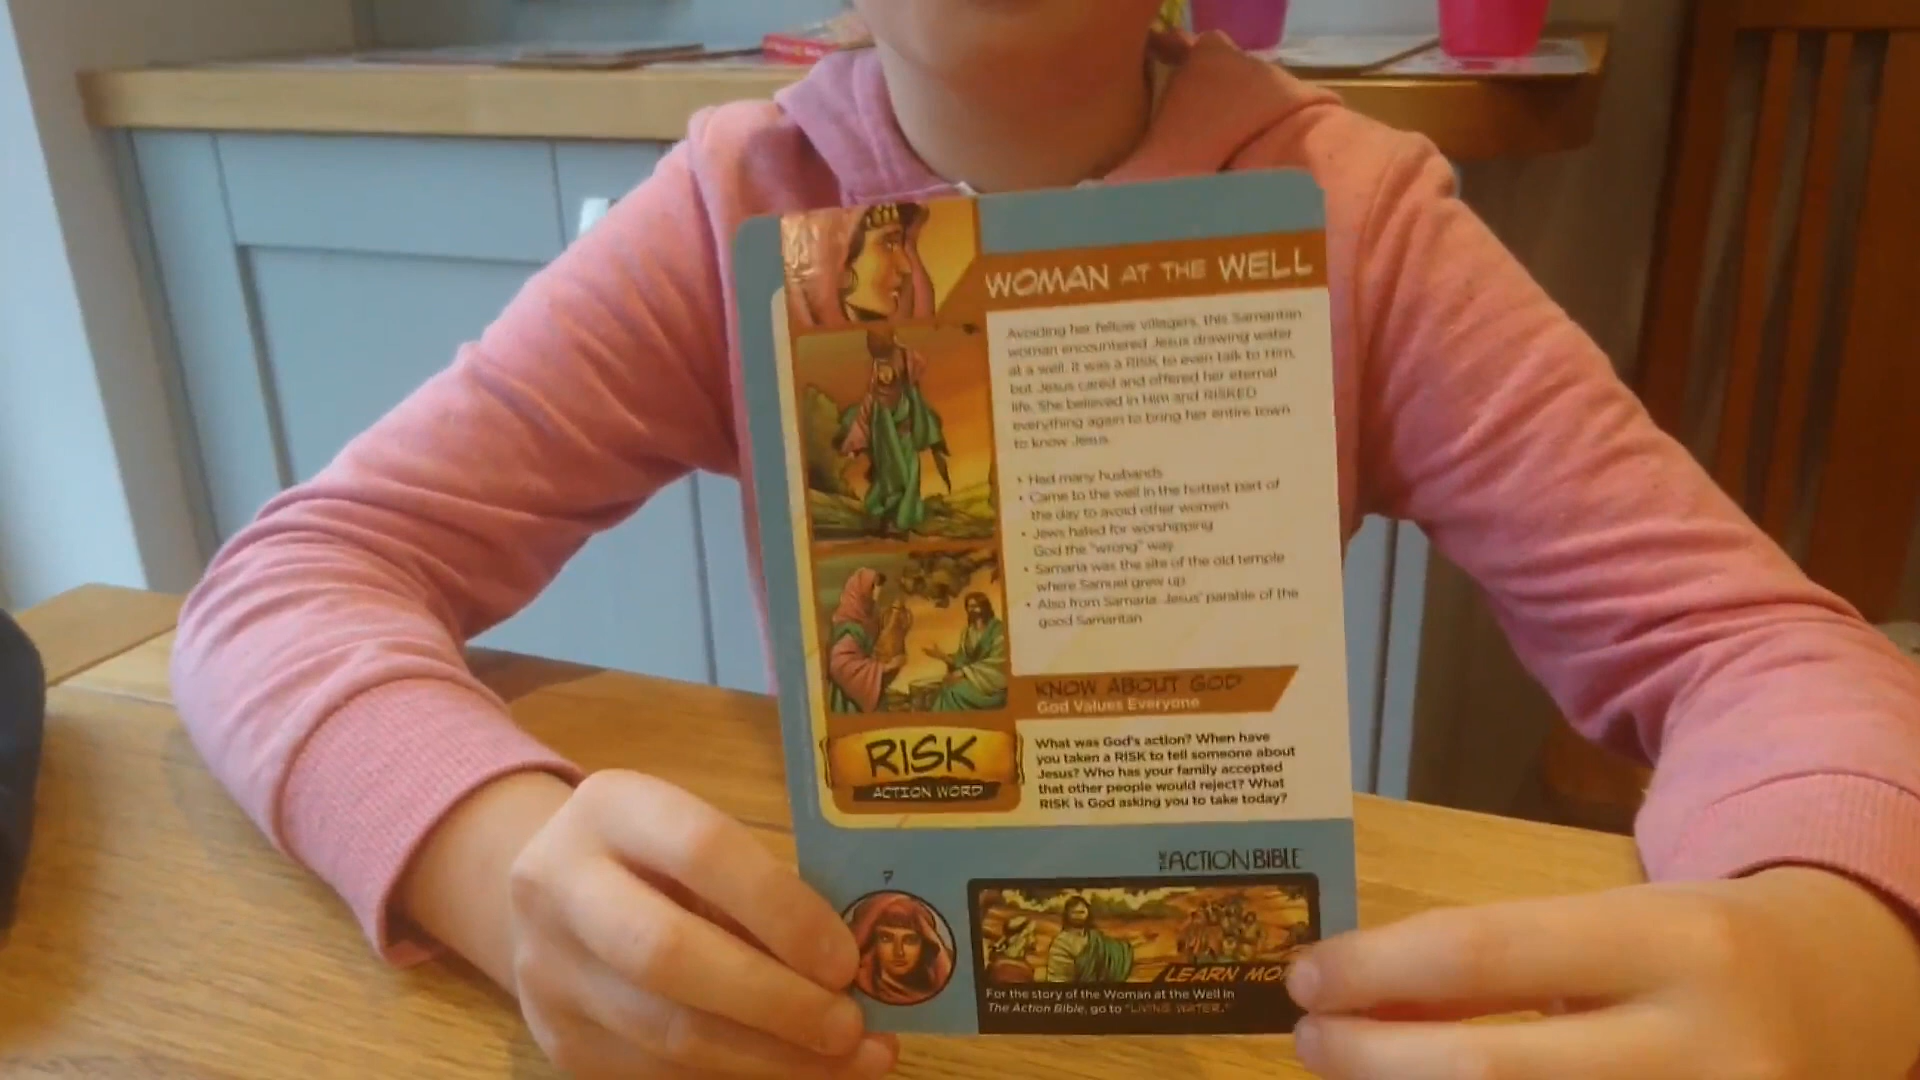 WOMAN AT THE WELL
Avoiding her fellow villagers, this Samaritan
woman encountered Jesus drawing water
at a well. It was a RISK to even talk to Him,
but Jesus cared and offered her eternal
life. She believed in Him and RISKED
everything again to bring her entire town
to know Jesus.
• Had many husbands
• Came to the well in the hottest part of
the day to avoid other women
• Jews hated for worshipping
God the "wrong" way
• Samaria was the site of the old temple
where Samuel grew up
• Also from Samaria: Jesus' parable of the
good Samaritan
KNOW ABOUT GOD
God Values Everyone
What was God's action? When have
you taken a RISK to tell someone about
Jesus? Who has your family accepted
that other people would reject? What
RISK is God asking you to take today?
RISK
ACTION WORD
THE ACTION BIBLE
7
LEARN MO
For the story of the Woman at the Well in
The Action Bible, go to "LIVING WATER."